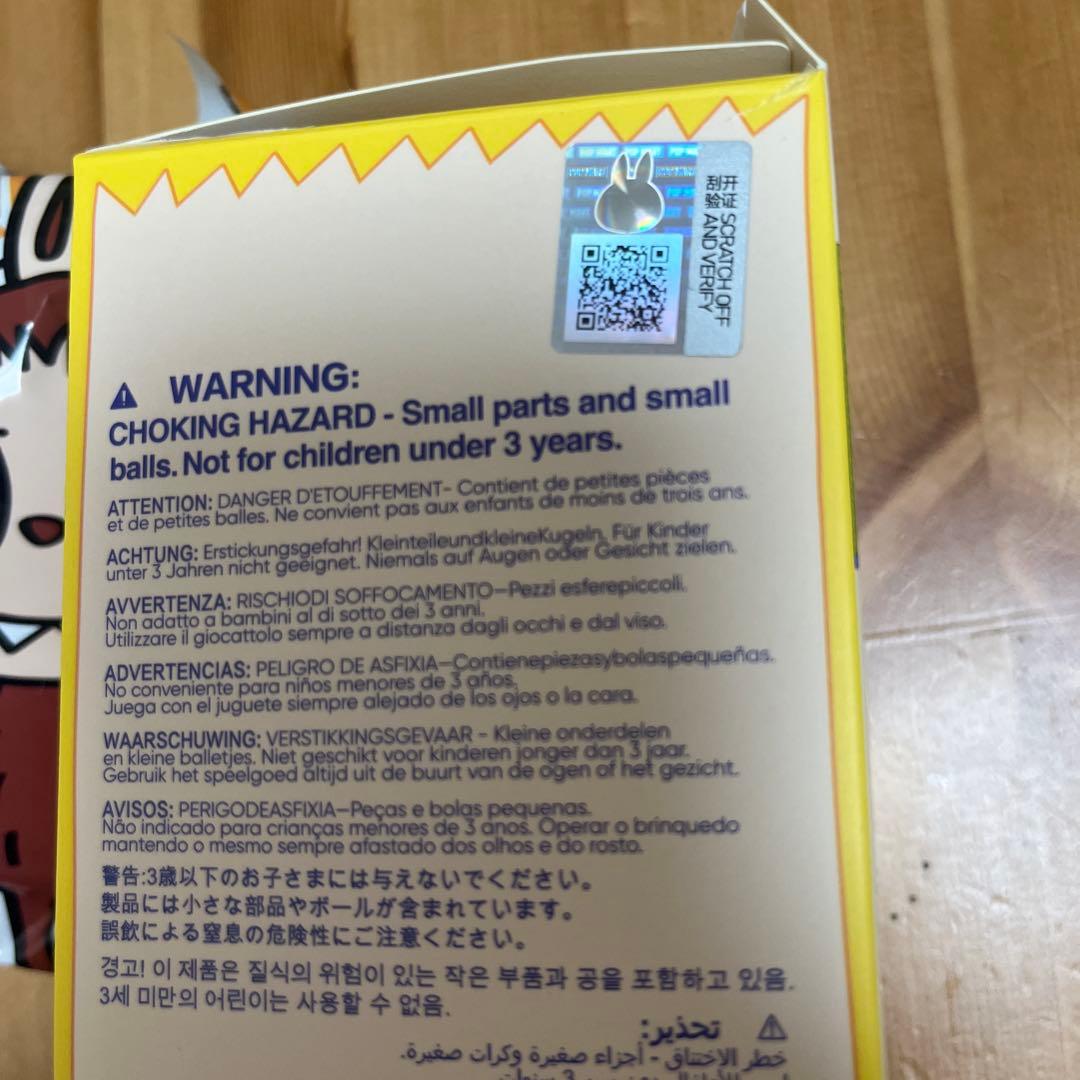 POP MART
开 证 SCRATCH OFF
刮 验 AND VERIFY
WARNING:
CHOKING HAZARD - Small parts and small
balls. Not for children under 3 years.
ATTENTION: DANGER D'ETOUFFEMENT- Contient de petites pièces
et de petites balles. Ne convient pas aux enfants de moins de trois ans.
ACHTUNG: Erstickungsgefahr! KleinteileundkleineKugeln, Für Kinder
unter 3 Jahren nicht geeignet. Niemals auf Augen oder Gesicht zielen.
AVVERTENZA: RISCHIODI SOFFOCAMENTO—Pezzi esferepiccoli.
Non adatto a bambini al di sotto dei 3 anni.
Utilizzare il giocattolo sempre a distanza dagli occhi e dal viso.
ADVERTENCIAS: PELIGRO DE ASFIXIA—Contienepiezasybolaspequeñas.
No conveniente para niños menores de 3 años.
Juega con el juguete siempre alejado de los ojos o la cara.
WAARSCHUWING: VERSTIKKINGSGEVAAR - Kleine onderdelen
en kleine balletjes. Niet geschikt voor kinderen jonger dan 3 jaar.
Gebruik het speelgoed altijd uit de buurt van de ogen of het gezicht.
AVISOS: PERIGODEASFIXIA—Peças e bolas pequenas.
Não indicado para crianças menores de 3 anos. Operar o brinquedo
mantendo o mesmo sempre afastado dos olhos e do rosto.
警告:3歳以下のお子さまには与えないでください。
製品には小さな部品やボールが含まれています。
誤飲による窒息の危険性にご注意ください。
경고! 이 제품은 질식의 위험이 있는 작은 부품과 공을 포함하고 있음.
3세 미만의 어린이는 사용할 수 없음.
تحذير:
خطر الاختناق - أجزاء صغيرة وكرات صغيرة.